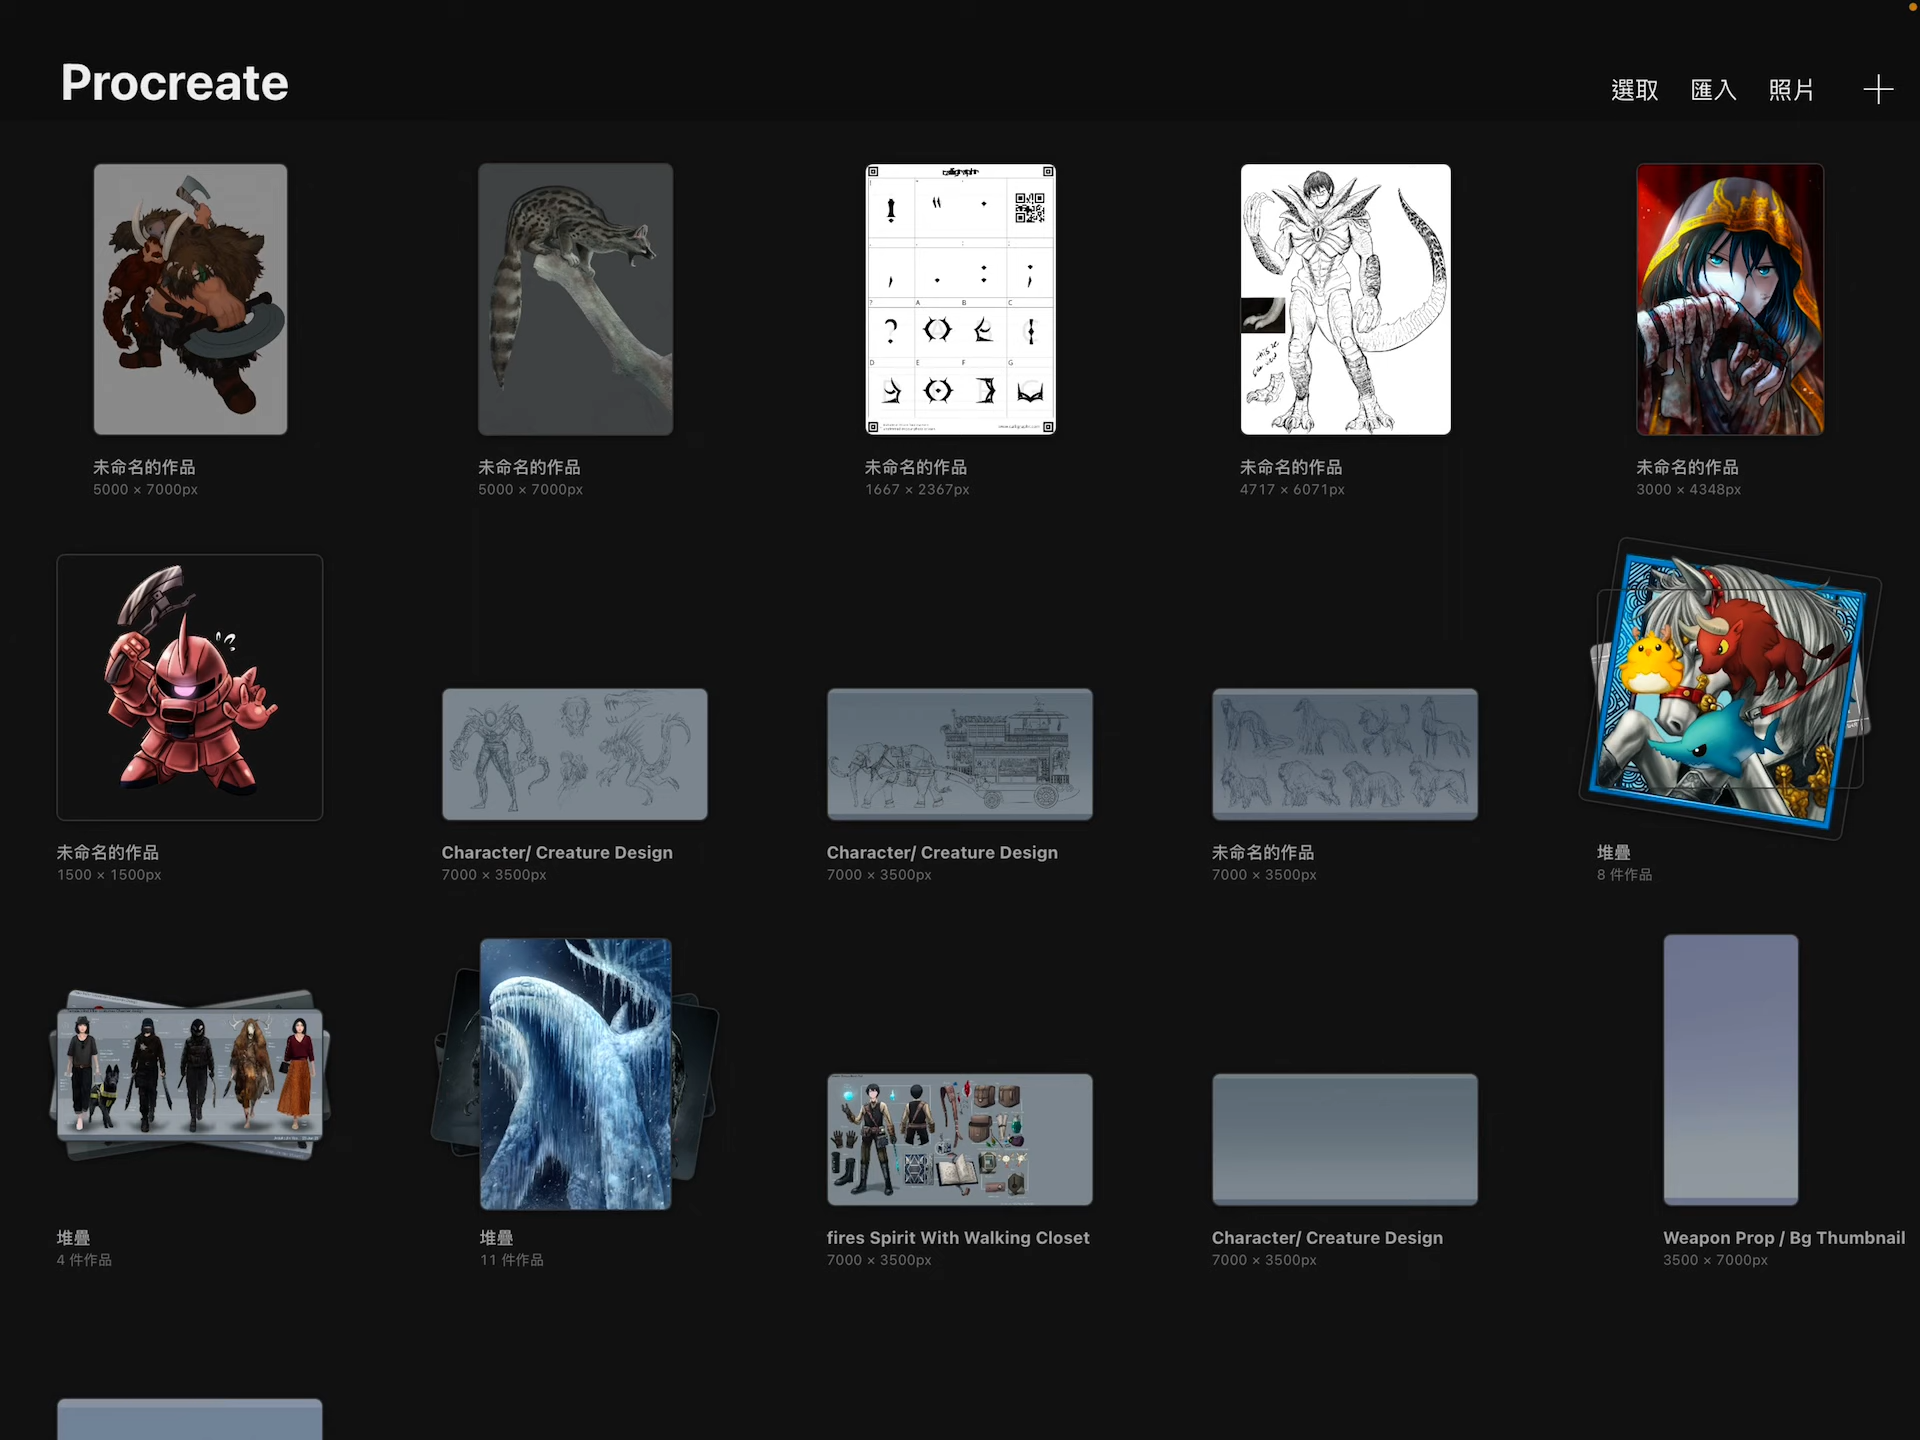 Procreate
選取 匯入 照片
未命名的作品
5000 × 7000px
未命名的作品
5000 × 7000px
calligraphr
A B C
D E F G
www.calligraphr.com
未命名的作品
1667 × 2367px
未命名的作品
4717 × 6071px
未命名的作品
3000 × 4348px
未命名的作品
1500 × 1500px
Character/ Creature Design
7000 × 3500px
Character/ Creature Design
7000 × 3500px
未命名的作品
7000 × 3500px
堆疊
8 件作品
堆疊
4 件作品
堆疊
11 件作品
fires Spirit With Walking Closet
7000 × 3500px
Character/ Creature Design
7000 × 3500px
Weapon Prop / Bg Thumbnail
3500 × 7000px